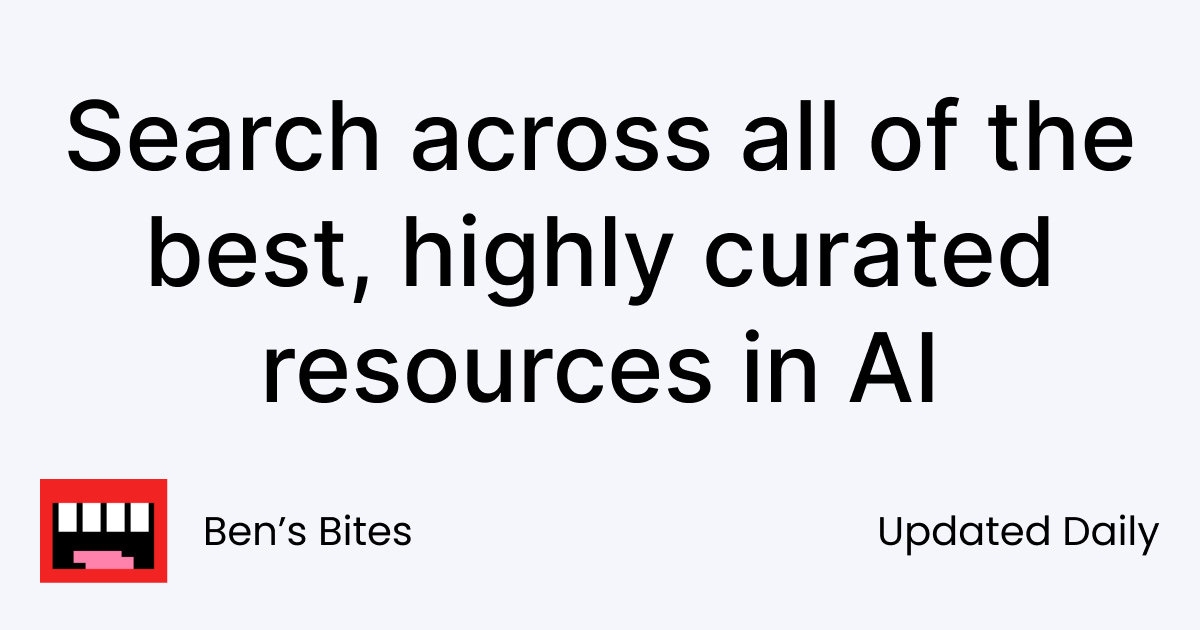 Search across all of the
best, highly curated
resources in AI
Ben’s Bites
Updated Daily